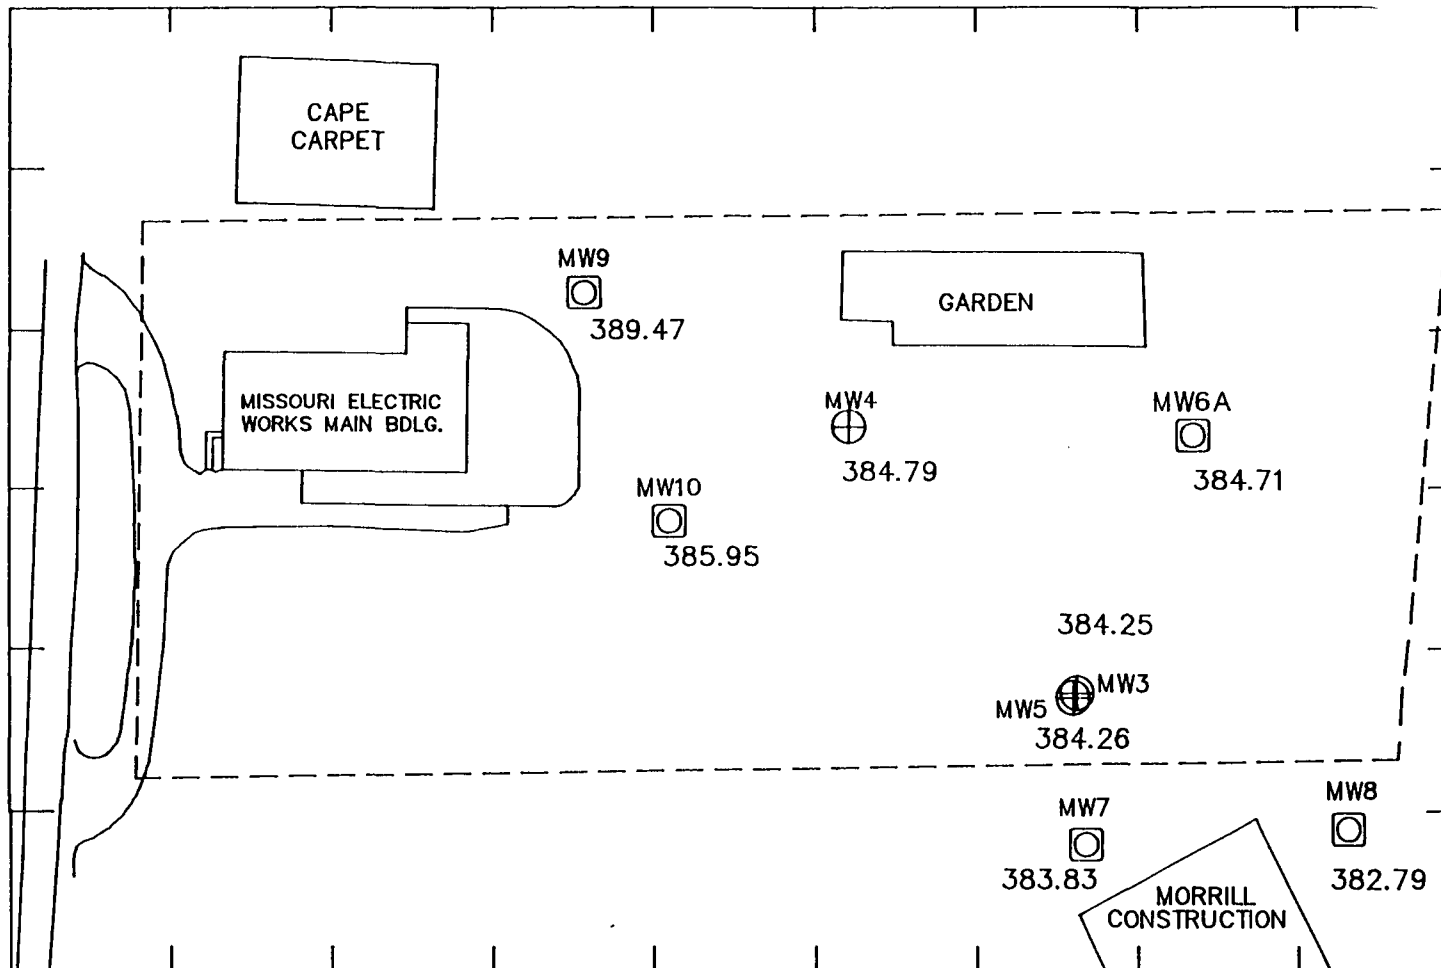 CAPE
CARPET
MW9
389.47
GARDEN
MISSOURI ELECTRIC
WORKS MAIN BDLG.
MW4
384.79
MW6A
384.71
MW10
385.95
384.25
MW3
MW5
384.26
MW7
383.83
MW8
382.79
MORRILL
CONSTRUCTION